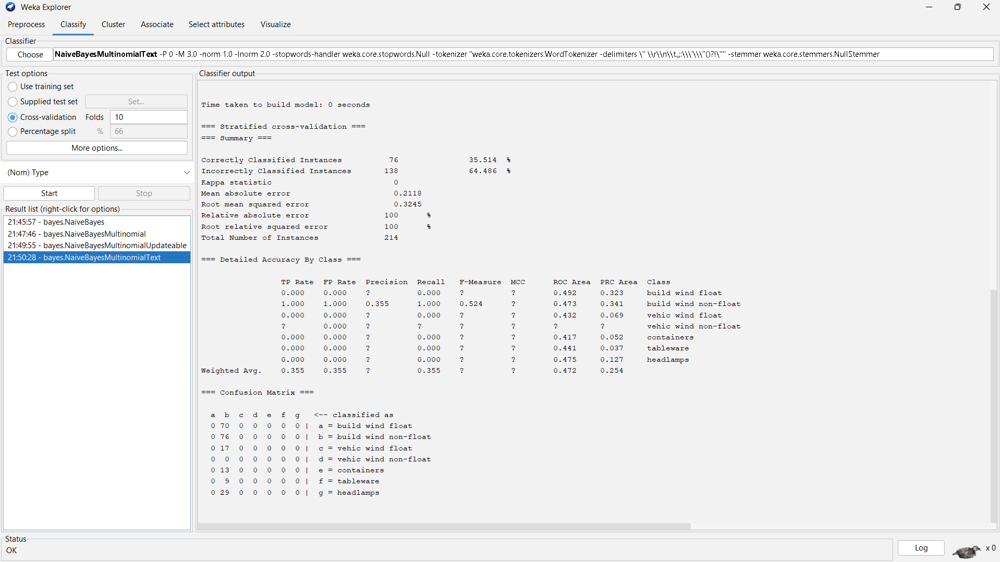 Weka Explorer
Preprocess Classify Cluster Associate Select attributes Visualize
Classifier
Choose NaiveBayesMultinomialText -P 0 -M 3.0 -norm 1.0 -lnorm 2.0 -stopwords-handler weka.core.stopwords.Null -tokenizer "weka.core.tokenizers.WordTokenizer -delimiters \" \\r\\n\\t.,;:\\\'\\\"()?!\"" -stemmer weka.core.stemmers.NullStemmer
Test options
Use training set
Supplied test set Set...
Cross-validation Folds 10
Percentage split % 66
More options...
(Nom) Type
Start Stop
Result list (right-click for options)
21:45:57 - bayes.NaiveBayes
21:47:46 - bayes.NaiveBayesMultinomial
21:49:55 - bayes.NaiveBayesMultinomialUpdateable
21:50:28 - bayes.NaiveBayesMultinomialText
Classifier output
Time taken to build model: 0 seconds
=== Stratified cross-validation ===
=== Summary ===
Correctly Classified Instances 76 35.514 %
Incorrectly Classified Instances 138 64.486 %
Kappa statistic 0
Mean absolute error 0.2118
Root mean squared error 0.3245
Relative absolute error 100 %
Root relative squared error 100 %
Total Number of Instances 214
=== Detailed Accuracy By Class ===
TP Rate FP Rate Precision Recall F-Measure MCC ROC Area PRC Area Class
0.000 0.000 ? 0.000 ? ? 0.492 0.323 build wind float
1.000 1.000 0.355 1.000 0.524 ? 0.473 0.341 build wind non-float
0.000 0.000 ? 0.000 ? ? 0.432 0.069 vehic wind float
? 0.000 ? ? ? ? ? ? vehic wind non-float
0.000 0.000 ? 0.000 ? ? 0.417 0.052 containers
0.000 0.000 ? 0.000 ? ? 0.441 0.037 tableware
0.000 0.000 ? 0.000 ? ? 0.475 0.127 headlamps
Weighted Avg. 0.355 0.355 ? 0.355 ? ? 0.472 0.254
=== Confusion Matrix ===
a b c d e f g <-- classified as
0 70 0 0 0 0 0 | a = build wind float
0 76 0 0 0 0 0 | b = build wind non-float
0 17 0 0 0 0 0 | c = vehic wind float
0 0 0 0 0 0 0 | d = vehic wind non-float
0 13 0 0 0 0 0 | e = containers
0 9 0 0 0 0 0 | f = tableware
0 29 0 0 0 0 0 | g = headlamps
Status
OK
Log
x 0